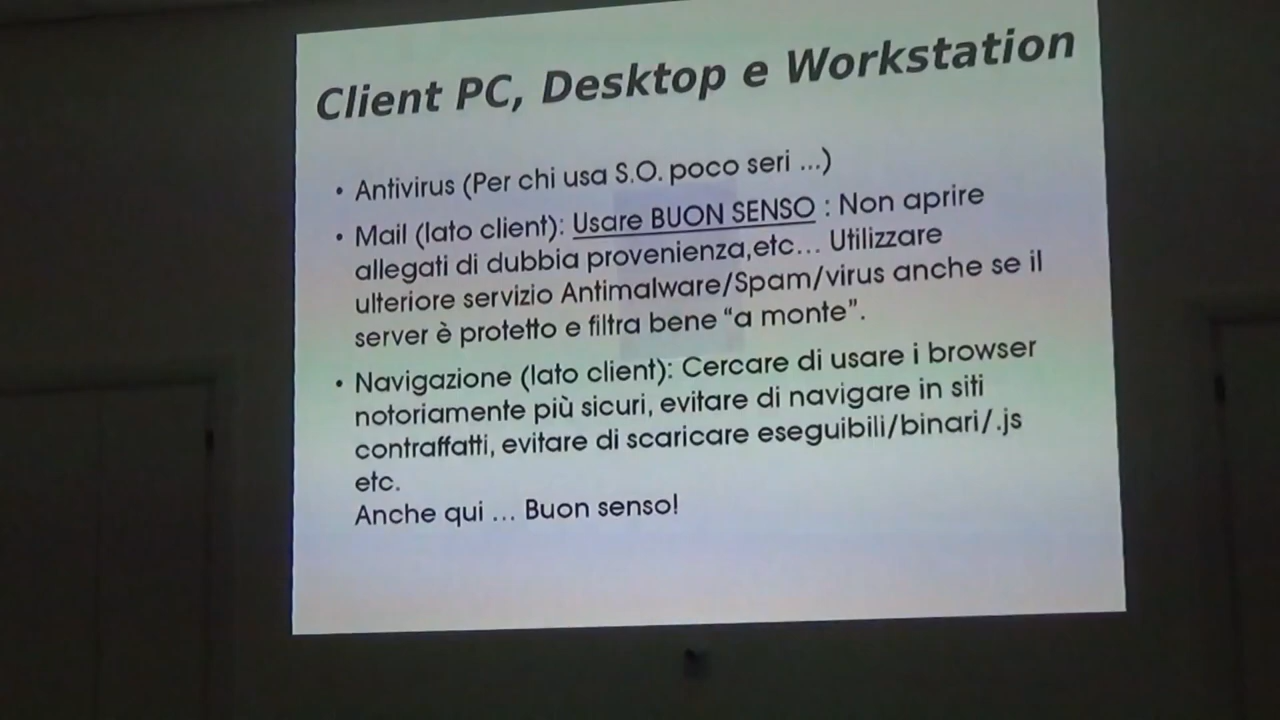 Client PC, Desktop e Workstation
• Antivirus (Per chi usa S.O. poco seri ...)
• Mail (lato client): Usare BUON SENSO : Non aprire
allegati di dubbia provenienza,etc... Utilizzare
ulteriore servizio Antimalware/Spam/virus anche se il
server è protetto e filtra bene “a monte”.
• Navigazione (lato client): Cercare di usare i browser
notoriamente più sicuri, evitare di navigare in siti
contraffatti, evitare di scaricare eseguibili/binari/.js
etc.
Anche qui ... Buon senso!